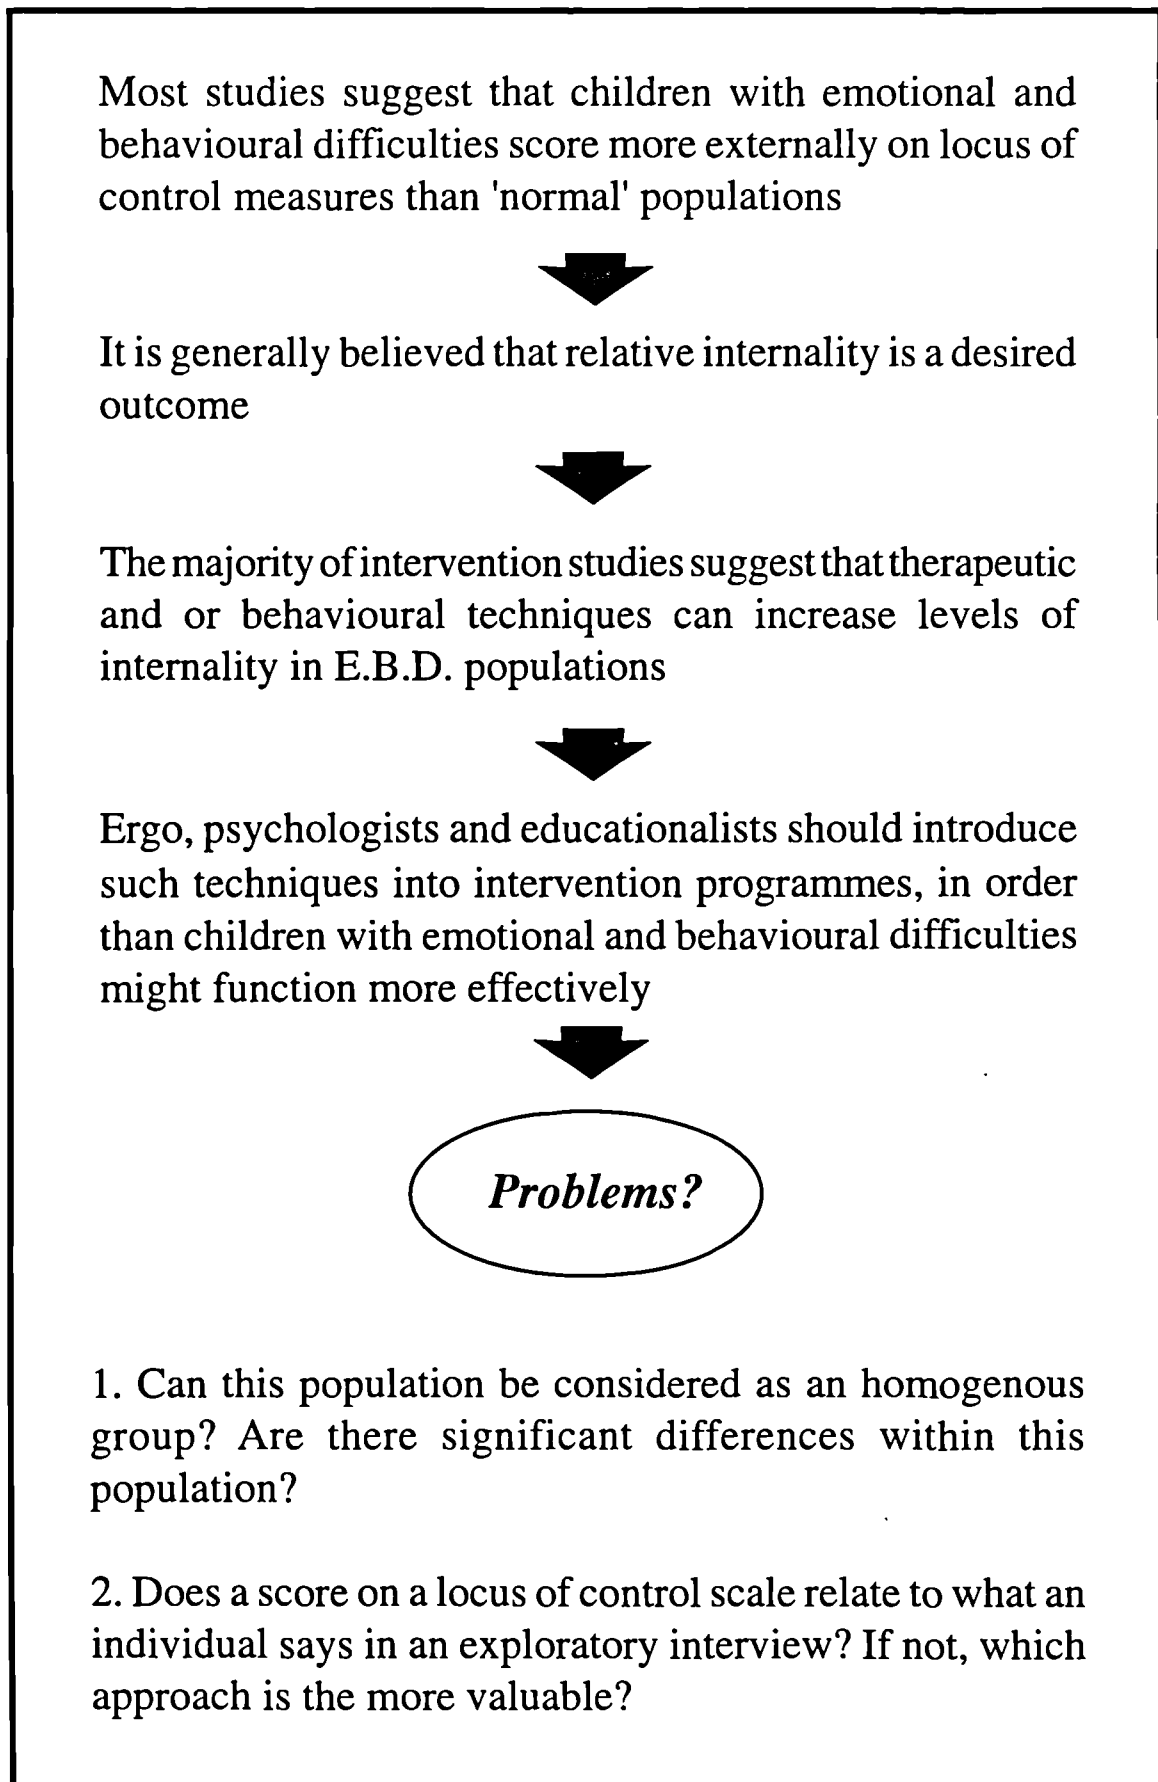 Most studies suggest that children with emotional and
behavioural difficulties score more externally on locus of
control measures than 'normal' populations
It is generally believed that relative internality is a desired
outcome
The majority of intervention studies suggest that therapeutic
and or behavioural techniques can increase levels of
internality in E.B.D. populations
Ergo, psychologists and educationalists should introduce
such techniques into intervention programmes, in order
than children with emotional and behavioural difficulties
might function more effectively
Problems?
1. Can this population be considered as an homogenous
group? Are there significant differences within this
population?
2. Does a score on a locus of control scale relate to what an
individual says in an exploratory interview? If not, which
approach is the more valuable?